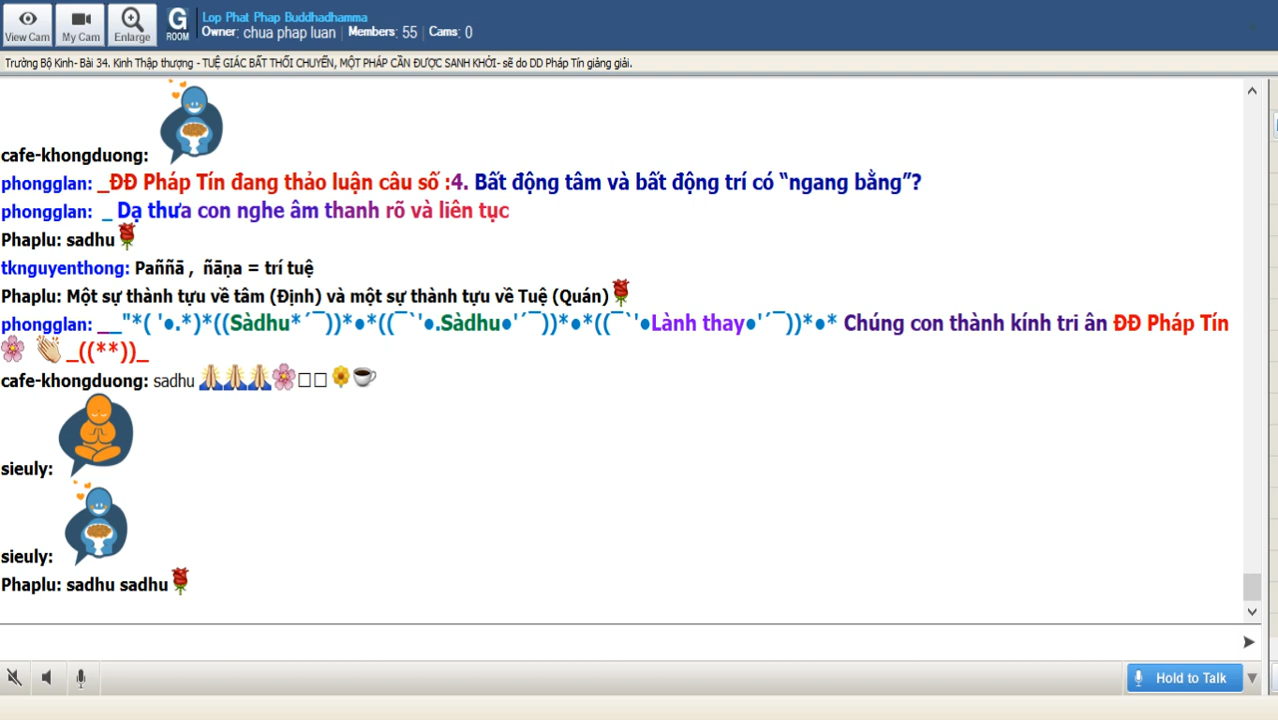 View Cam
My Cam
Enlarge
G
ROOM
Lop Phat Phap Buddhadhamma
Owner: chua phap luan | Members: 55 | Cams: 0
Trường Bộ Kinh- Bài 34. Kinh Thập thượng - TUỆ GIÁC BẤT THỐI CHUYỂN, MỘT PHÁP CẦN ĐƯỢC SANH KHỞI- sẽ do DD Pháp Tín giảng giải.
cafe-khongduong:
phongglan: _ĐĐ Pháp Tín đang thảo luận câu số :4. Bất động tâm và bất động trí có “ngang bằng”?
phongglan: _ Dạ thưa con nghe âm thanh rõ và liên tục
Phaplu: sadhu🌹
tknguyenthong: Paññā , ñāṇa = trí tuệ
Phaplu: Một sự thành tựu về tâm (Định) và một sự thành tựu về Tuệ (Quán)🌹
phongglan: __"*( '●.*)*((Sàdhu*´¯))*●*((¯`'●.Sàdhu●'´¯))*●*((¯`'●Lành thay●'´¯))*●* Chúng con thành kính tri ân ĐĐ Pháp Tín
🌸 👏 _((**))_
cafe-khongduong: sadhu 🙏🙏🙏🌸□□ 🌼☕
sieuly:
sieuly:
Phaplu: sadhu sadhu🌹
Hold to Talk